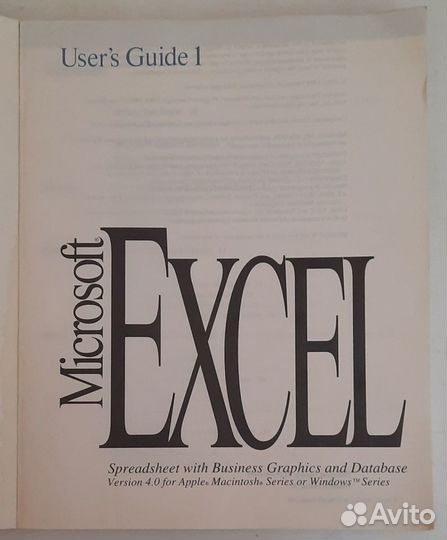 User's Guide 1
Microsoft®
EXCEL
Spreadsheet with Business Graphics and Database
Version 4.0 for Apple® Macintosh® Series or Windows™ Series
Avito